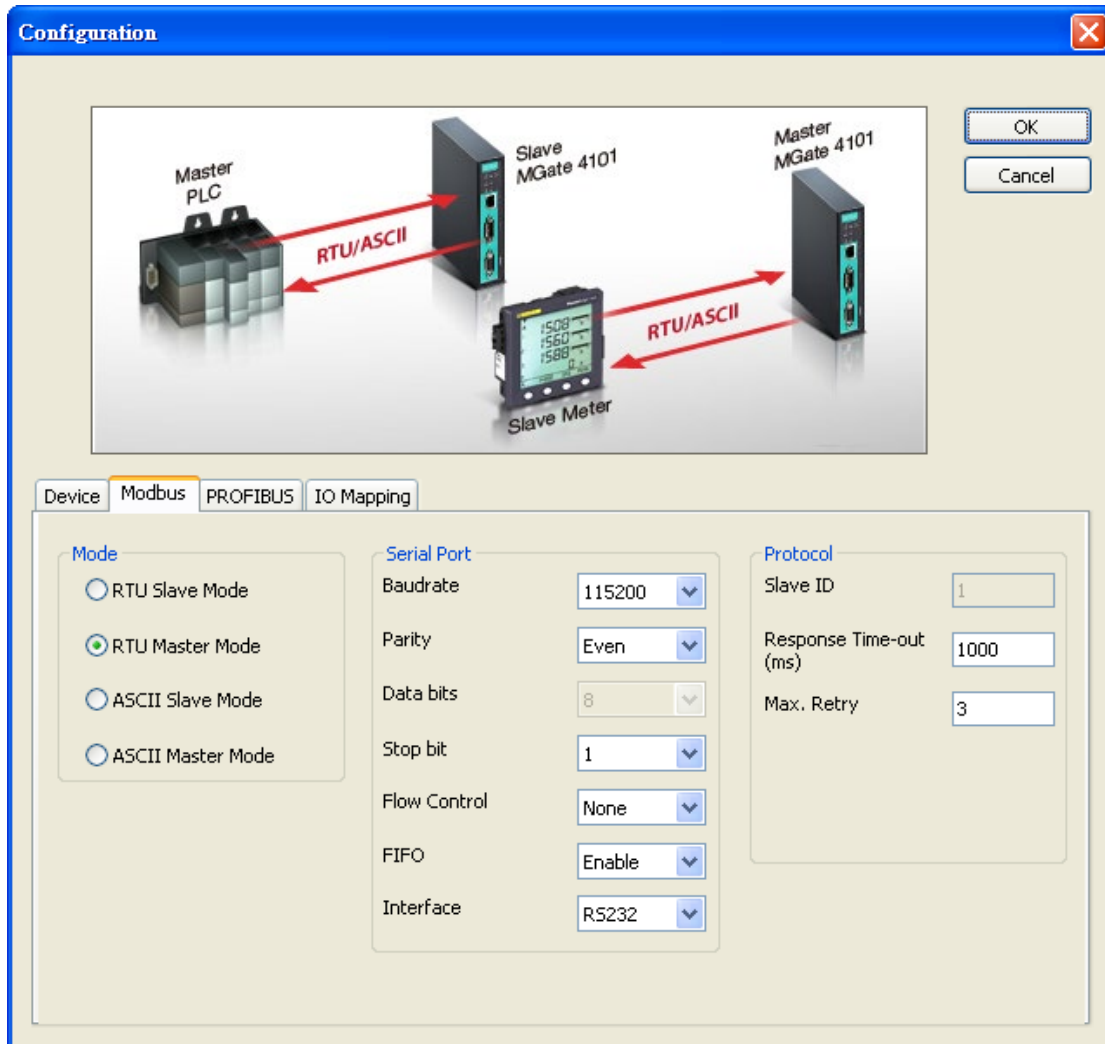 Configuration
OK
Cancel
Master
PLC
RTU/ASCII
Slave
MGate 4101
Master
MGate 4101
RTU/ASCII
Slave Meter
Device
Modbus
PROFIBUS
IO Mapping
Mode
RTU Slave Mode
RTU Master Mode
ASCII Slave Mode
ASCII Master Mode
Serial Port
Baudrate 115200
Parity Even
Data bits 8
Stop bit 1
Flow Control None
FIFO Enable
Interface RS232
Protocol
Slave ID 1
Response Time-out
(ms) 1000
Max. Retry 3